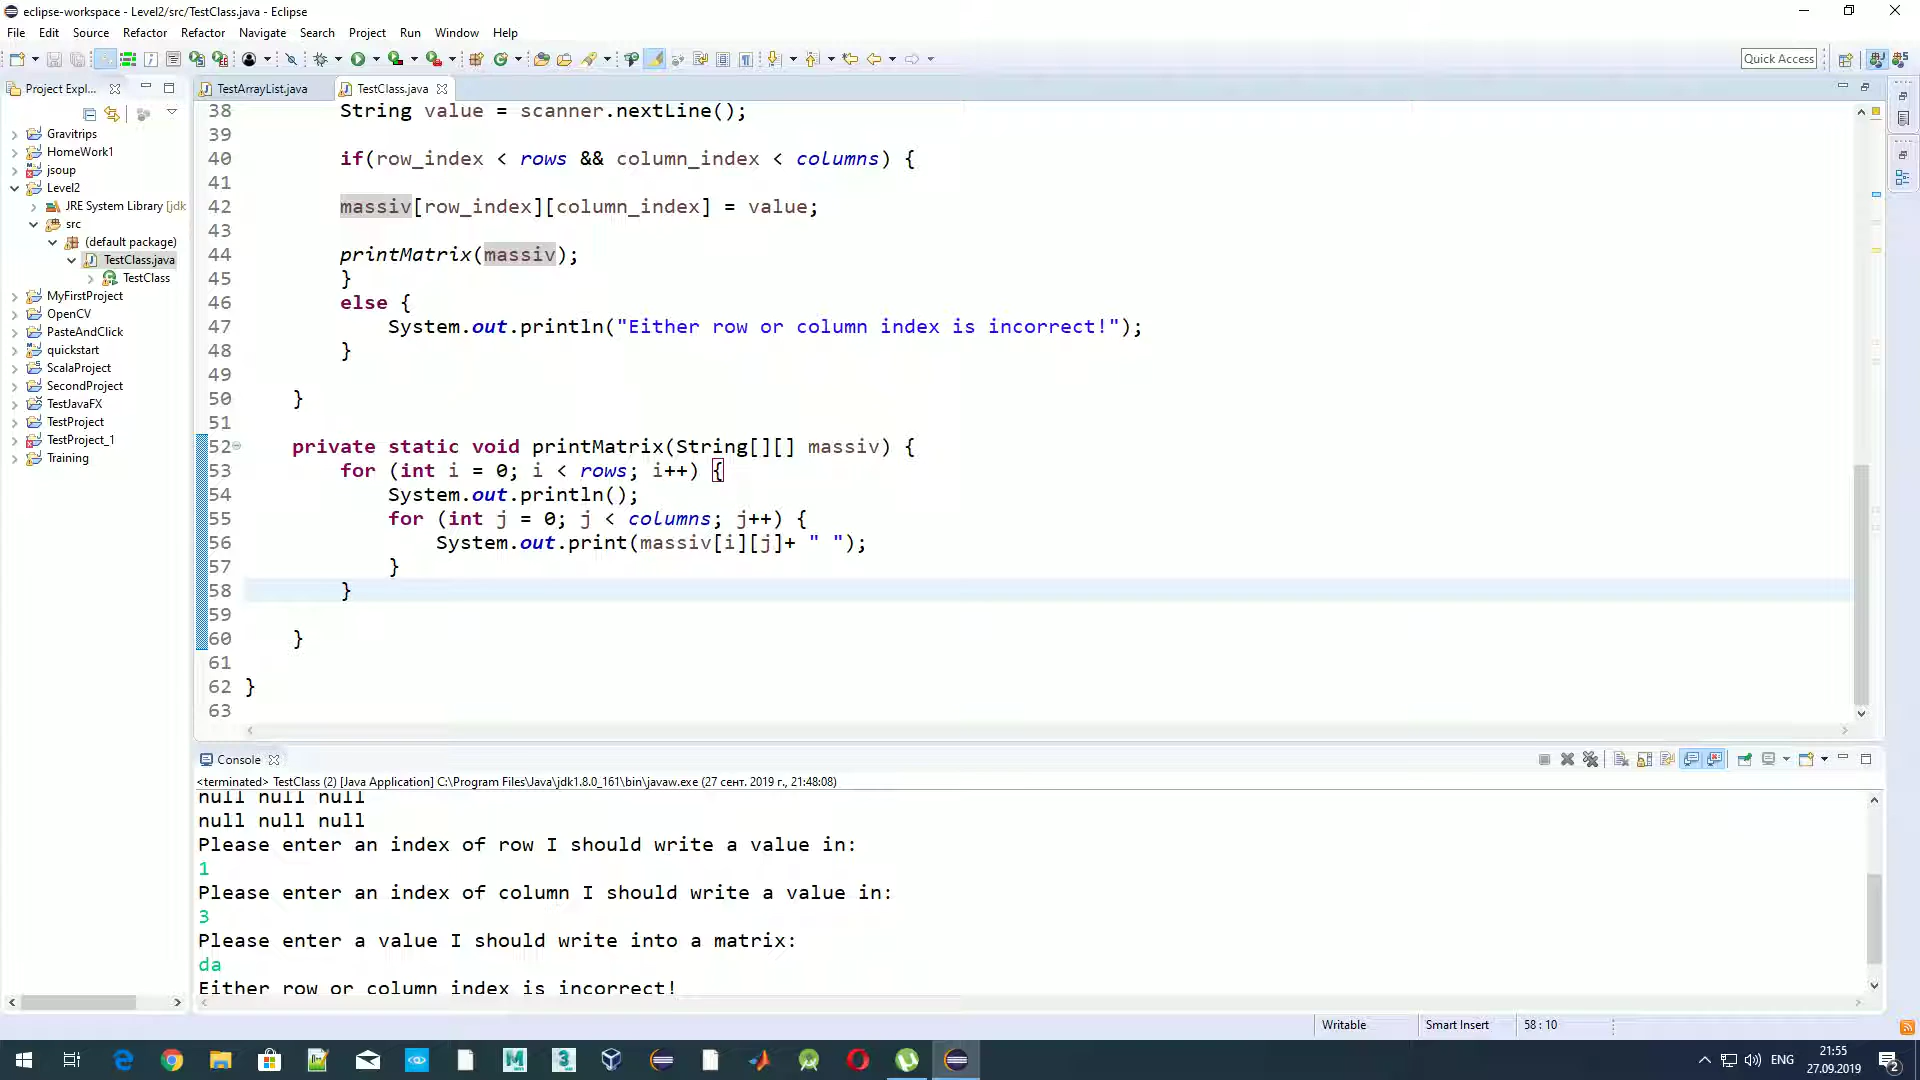 eclipse-workspace - Level2/src/TestClass.java - Eclipse
File Edit Source Refactor Refactor Navigate Search Project Run Window Help
Quick Access
Project Expl...
TestArrayList.java
TestClass.java
Gravitrips
HomeWork1
jsoup
Level2
JRE System Library [jdk
src
(default package)
TestClass.java
TestClass
MyFirstProject
OpenCV
PasteAndClick
quickstart
ScalaProject
SecondProject
TestJavaFX
TestProject
TestProject_1
Training
38 String value = scanner.nextLine();
39
40 if(row_index < rows && column_index < columns) {
41
42 massiv[row_index][column_index] = value;
43
44 printMatrix(massiv);
45 }
46 else {
47 System.out.println("Either row or column index is incorrect!");
48 }
49
50 }
51
52 private static void printMatrix(String[][] massiv) {
53 for (int i = 0; i < rows; i++) {
54 System.out.println();
55 for (int j = 0; j < columns; j++) {
56 System.out.print(massiv[i][j]+ " ");
57 }
58 }
59
60 }
61
62 }
63
Console
<terminated> TestClass (2) [Java Application] C:\Program Files\Java\jdk1.8.0_161\bin\javaw.exe (27 сент. 2019 г., 21:48:08)
null null null
null null null
Please enter an index of row I should write a value in:
1
Please enter an index of column I should write a value in:
3
Please enter a value I should write into a matrix:
da
Either row or column index is incorrect!
Writable Smart Insert 58 : 10
ENG
21:55
27.09.2019
2